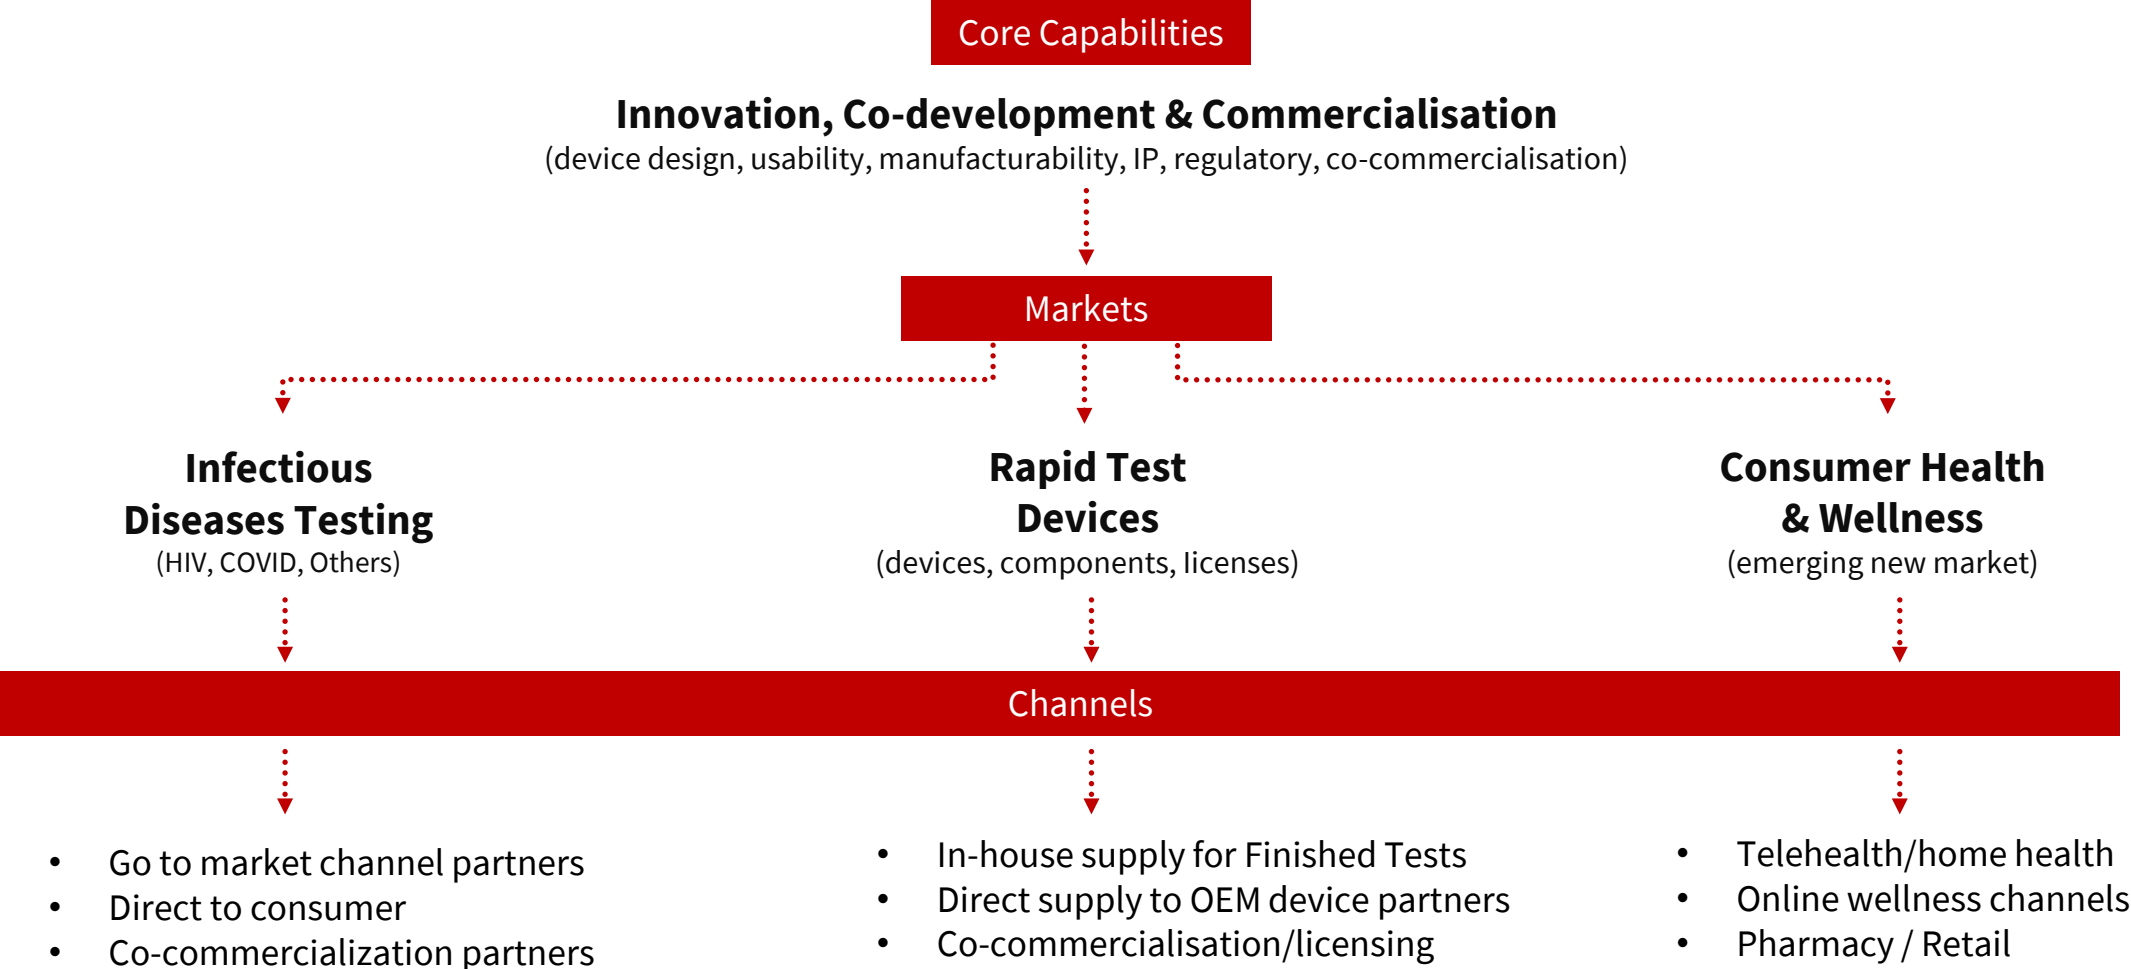 Core Capabilities
Innovation, Co-development & Commercialisation
(device design, usability, manufacturability, IP, regulatory, co-commercialisation)
Markets
Infectious
Diseases Testing
(HIV, COVID, Others)
Rapid Test
Devices
(devices, components, licenses)
Consumer Health
& Wellness
(emerging new market)
Channels
• Go to market channel partners
• Direct to consumer
• Co-commercialization partners
• In-house supply for Finished Tests
• Direct supply to OEM device partners
• Co-commercialisation/licensing
• Telehealth/home health
• Online wellness channels
• Pharmacy / Retail